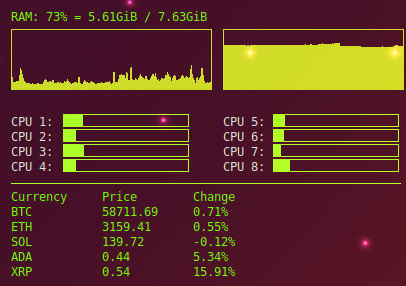 RAM: 73% = 5.61GiB / 7.63GiB
CPU 1: CPU 5:
CPU 2: CPU 6:
CPU 3: CPU 7:
CPU 4: CPU 8:
Currency Price Change
BTC 58711.69 0.71%
ETH 3159.41 0.55%
SOL 139.72 -0.12%
ADA 0.44 5.34%
XRP 0.54 15.91%